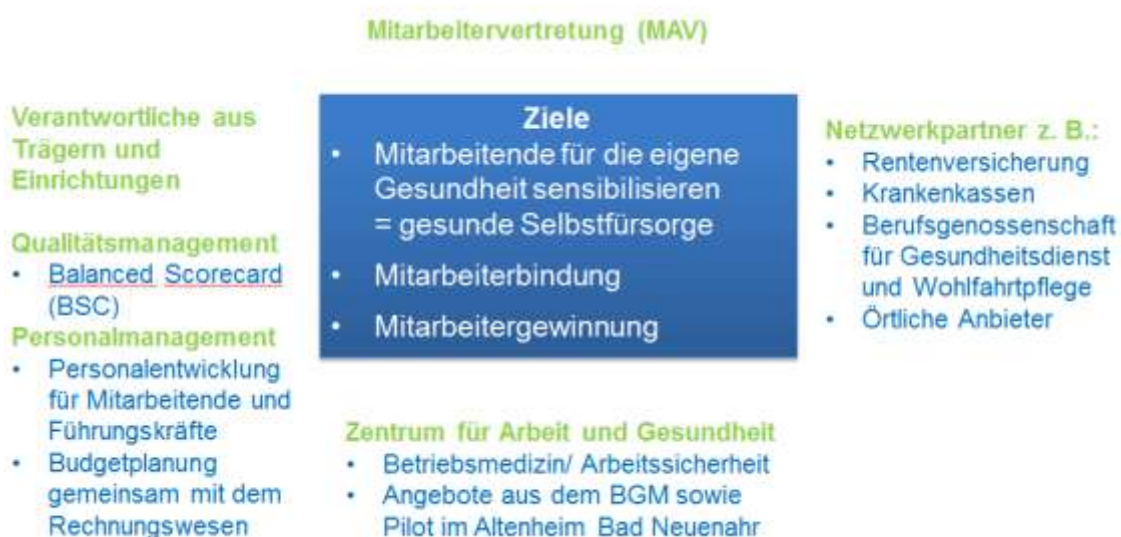 Mitarbeitervertretung (MAV)
Verantwortliche aus
Trägern und
Einrichtungen
Qualitätsmanagement
• Balanced Scorecard
(BSC)
Personalmanagement
• Personalentwicklung
für Mitarbeitende und
Führungskräfte
• Budgetplanung
gemeinsam mit dem
Rechnungswesen
Ziele
• Mitarbeitende für die eigene
Gesundheit sensibilisieren
= gesunde Selbstfürsorge
• Mitarbeiterbindung
• Mitarbeitergewinnung
Zentrum für Arbeit und Gesundheit
• Betriebsmedizin/ Arbeitssicherheit
• Angebote aus dem BGM sowie
Pilot im Altenheim Bad Neuenahr
Netzwerkpartner z. B.:
• Rentenversicherung
• Krankenkassen
• Berufsgenossenschaft
für Gesundheitsdienst
und Wohlfahrtpflege
• Örtliche Anbieter